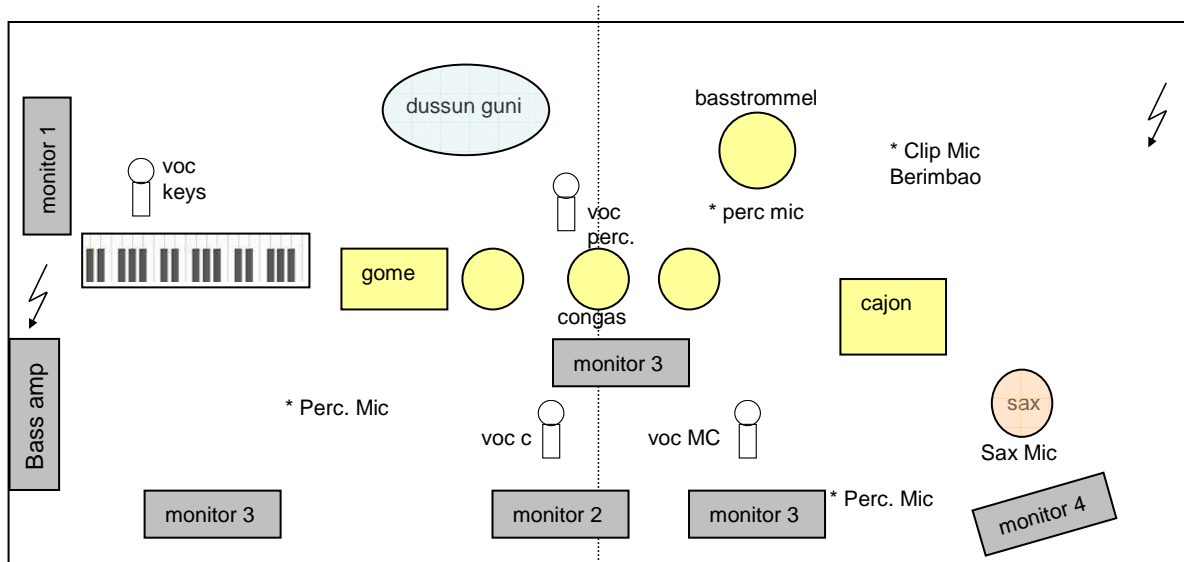 basstrommel
dussun guni
monitor 1
* Clip Mic
Berimbao
voc
keys
* perc mic
voc
perc.
gome
cajon
congas
Bass amp
monitor 3
* Perc. Mic
sax
voc c
voc MC
Sax Mic
monitor 3
monitor 2
monitor 3
* Perc. Mic
monitor 4